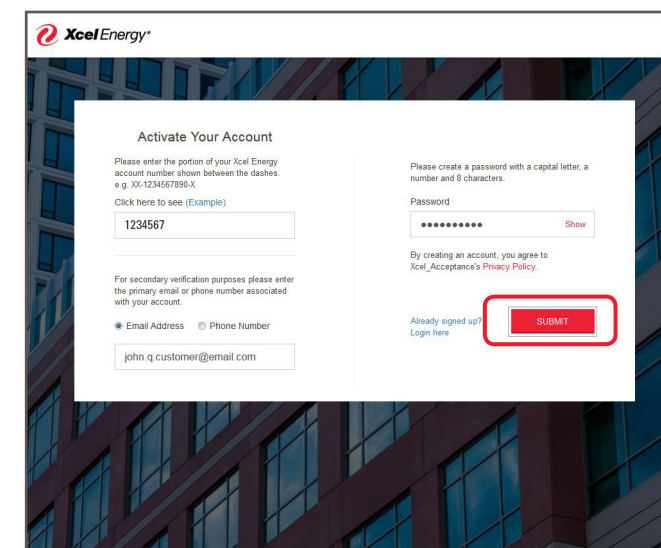 Xcel Energy®
Activate Your Account
Please enter the portion of your Xcel Energy
account number shown between the dashes.
e.g. XX-1234567890-X
Click here to see (Example)
1234567
For secondary verification purposes please enter
the primary email or phone number associated
with your account.
Email Address Phone Number
john.q.customer@email.com
Please create a password with a capital letter, a
number and 8 characters.
Password
●●●●●●●●●● Show
By creating an account, you agree to
Xcel_Acceptance's Privacy Policy.
Already signed up?
Login here
SUBMIT